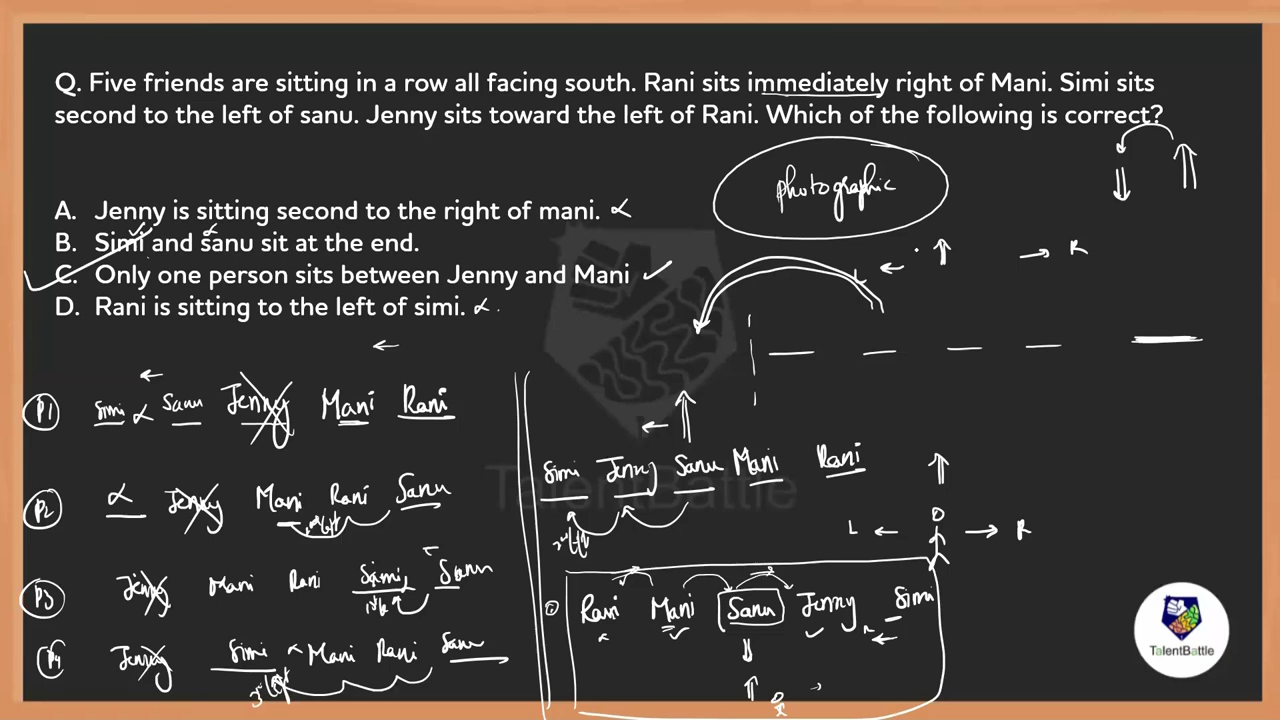 Q. Five friends are sitting in a row all facing south. Rani sits immediately right of Mani. Simi sits
second to the left of sanu. Jenny sits toward the left of Rani. Which of the following is correct?
photographic
A. Jenny is sitting second to the right of mani.
B. Simi and sanu sit at the end.
C. Only one person sits between Jenny and Mani
D. Rani is sitting to the left of simi.
L R
P1 Simi Sanu Jenny Mani Rani
Simi Jenny Sanu Mani Rani
TalentBattle
P2 Jenny Mani Rani Sanu
L R
P3 Jenny Mani Rani Simi Sanu
Rani Mani Sanu Jenny Simi
P4 Jenny Simi Mani Rani Sanu
TalentBattle